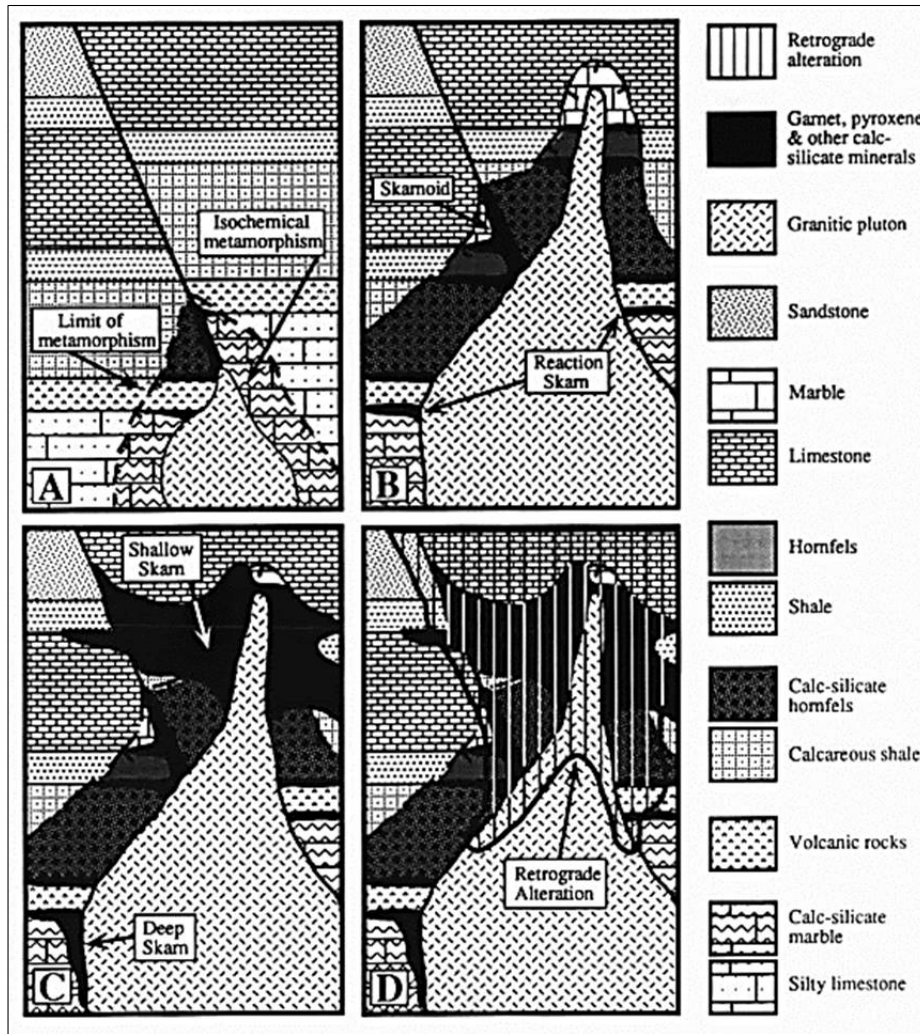 Isochemical
metamorphism
Limit of
metamorphism
A
Skarnoid
Reaction
Skarn
B
Shallow
Skarn
Deep
Skarn
C
Retrograde
Alteration
D
Retrograde
alteration
Garnet, pyroxene
& other calc-
silicate minerals
Granitic pluton
Sandstone
Marble
Limestone
Hornfels
Shale
Calc-silicate
hornfels
Calcareous shale
Volcanic rocks
Calc-silicate
marble
Silty limestone